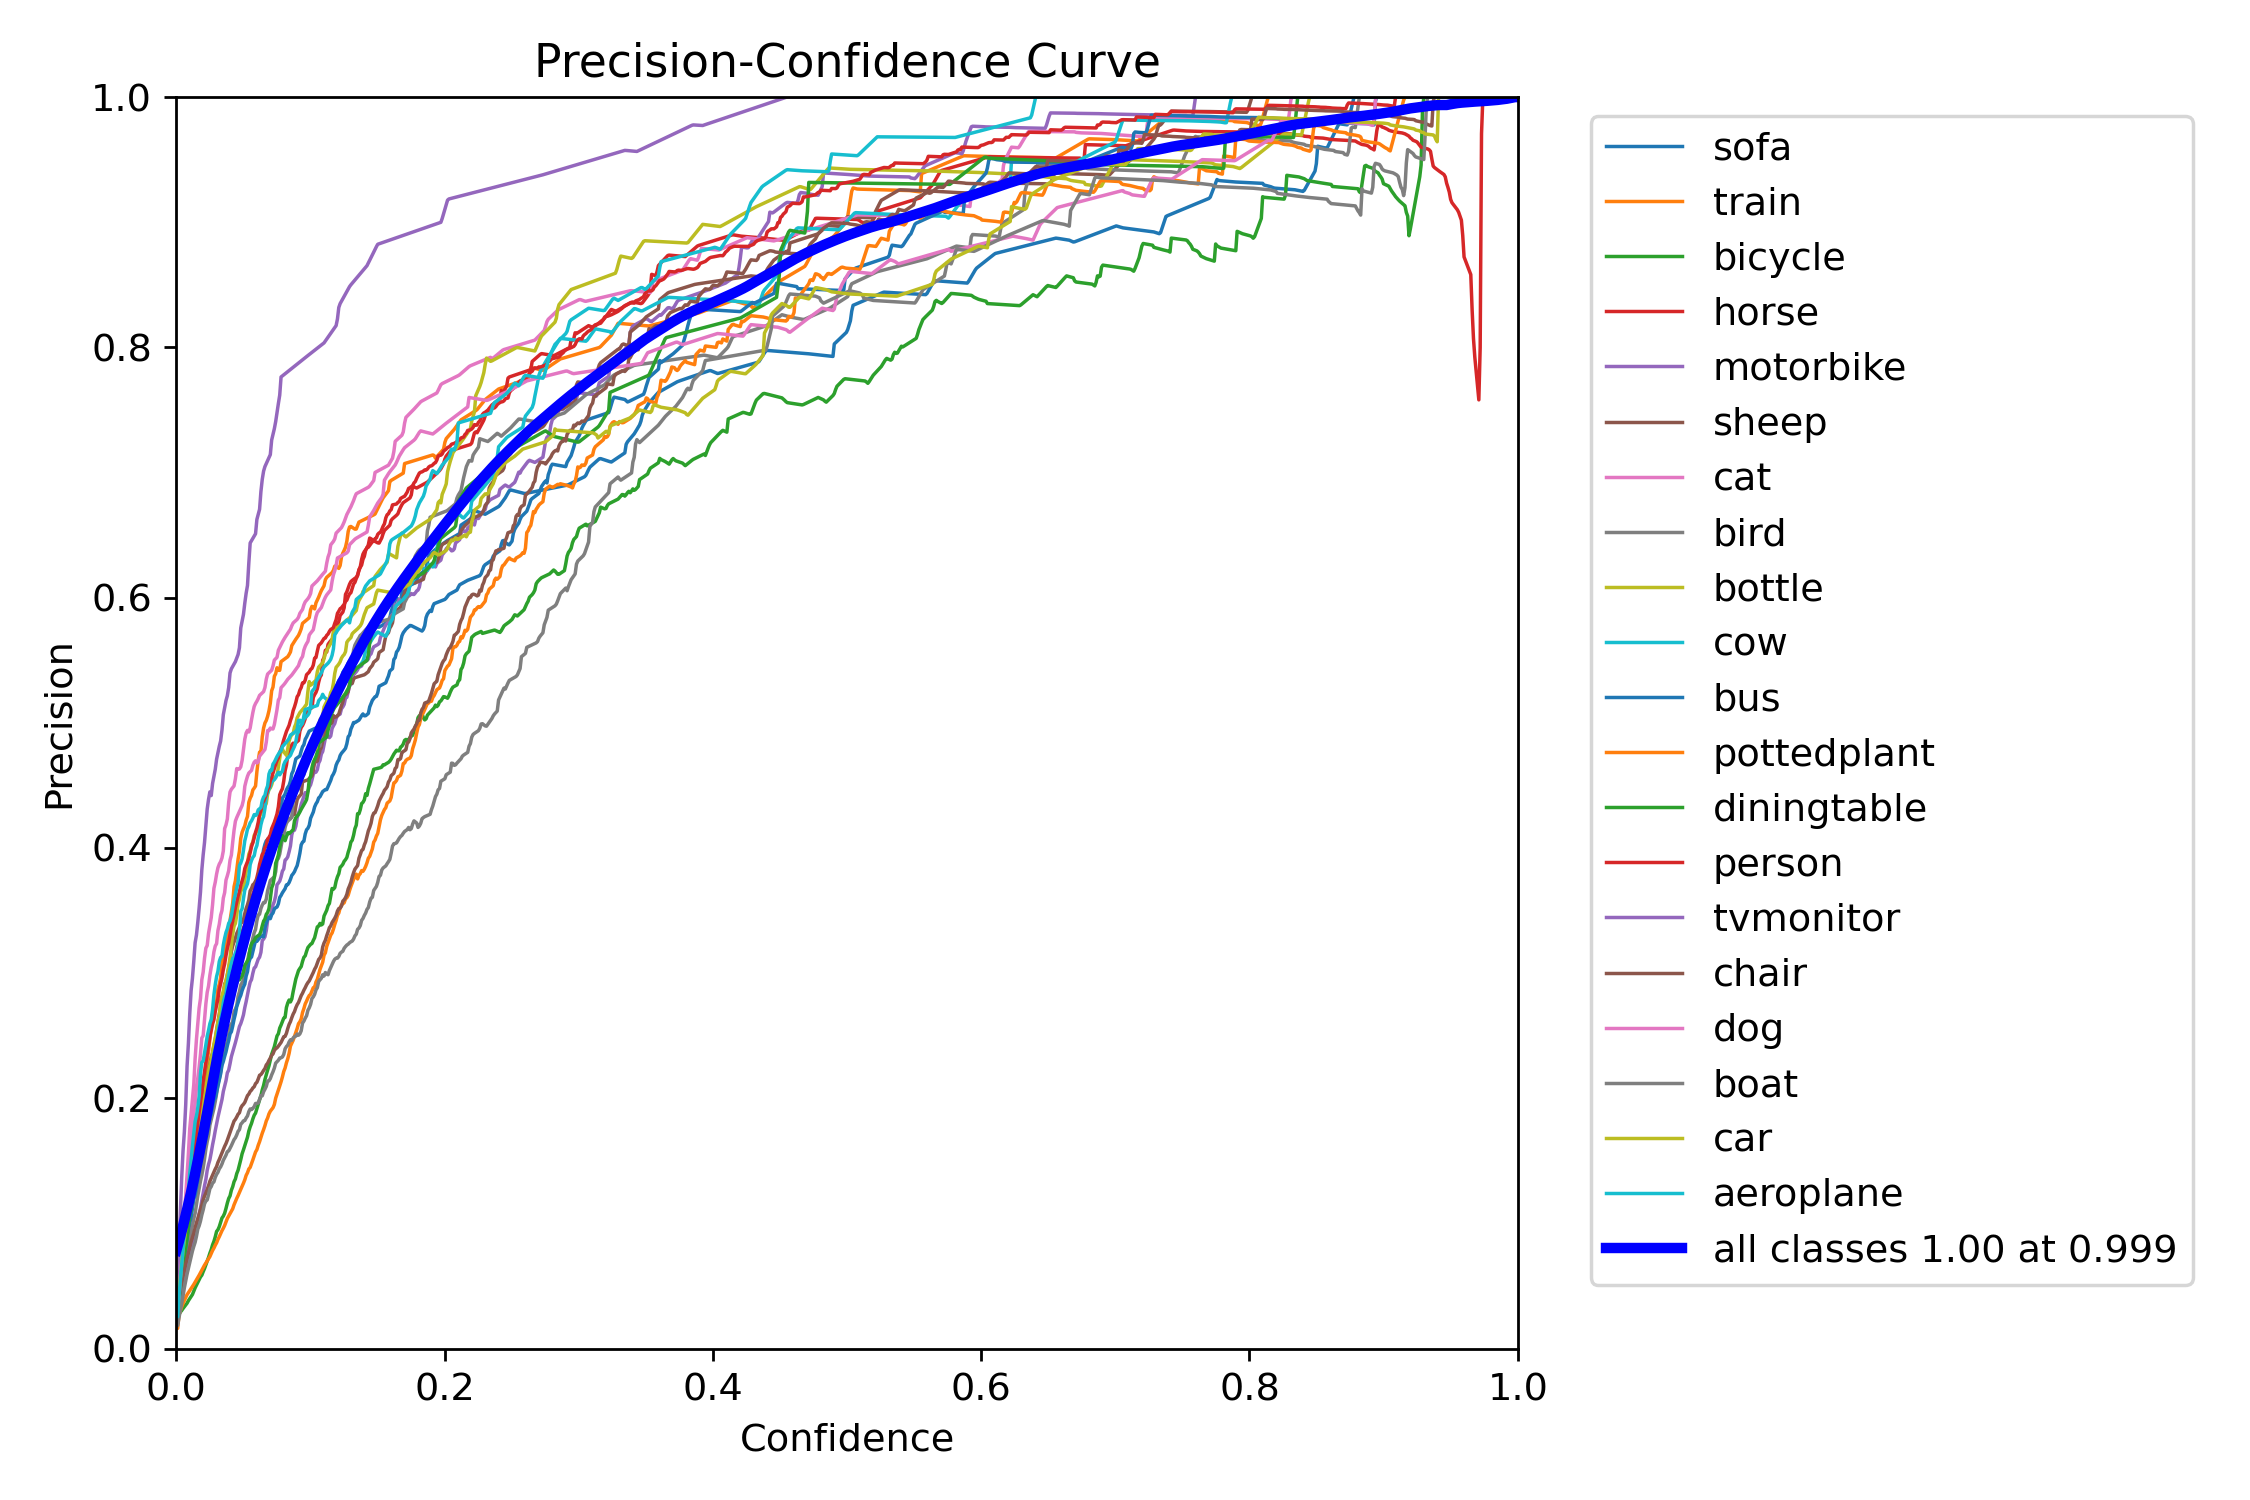 Precision-Confidence Curve
1.0
0.8
0.6
0.4
0.2
0.0
Precision
0.0 0.2 0.4 0.6 0.8 1.0
Confidence
sofa
train
bicycle
horse
motorbike
sheep
cat
bird
bottle
cow
bus
pottedplant
diningtable
person
tvmonitor
chair
dog
boat
car
aeroplane
all classes 1.00 at 0.999